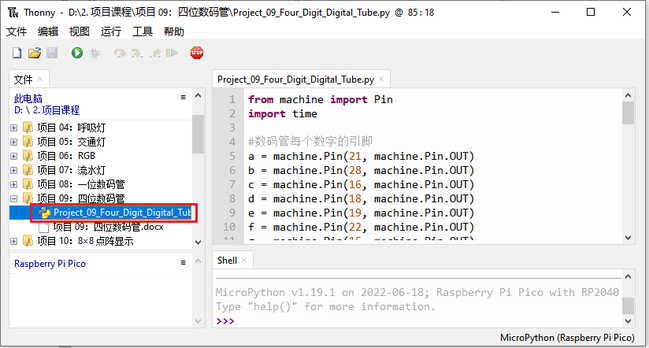 Thonny - D:\2.项目课程\项目 09：四位数码管\Project_09_Four_Digit_Digital_Tube.py @ 85:18
文件 编辑 视图 运行 工具 帮助
STOP
文件
此电脑
D: \ 2.项目课程
项目 04：呼吸灯
项目 05：交通灯
项目 06：RGB
项目 07：流水灯
项目 08：一位数码管
项目 09：四位数码管
Project_09_Four_Digit_Digital_Tub
项目 09：四位数码管.docx
项目 10：8×8点阵显示
Raspberry Pi Pico
Project_09_Four_Digit_Digital_Tube.py
1 from machine import Pin
2 import time
3
4 #数码管每个数字的引脚
5 a = machine.Pin(21, machine.Pin.OUT)
6 b = machine.Pin(28, machine.Pin.OUT)
7 c = machine.Pin(16, machine.Pin.OUT)
8 d = machine.Pin(18, machine.Pin.OUT)
9 e = machine.Pin(19, machine.Pin.OUT)
10 f = machine.Pin(22, machine.Pin.OUT)
11 g = machine.Pin(15, machine.Pin.OUT)
Shell
MicroPython v1.19.1 on 2022-06-18; Raspberry Pi Pico with RP2040
Type "help()" for more information.
>>>
MicroPython (Raspberry Pi Pico)